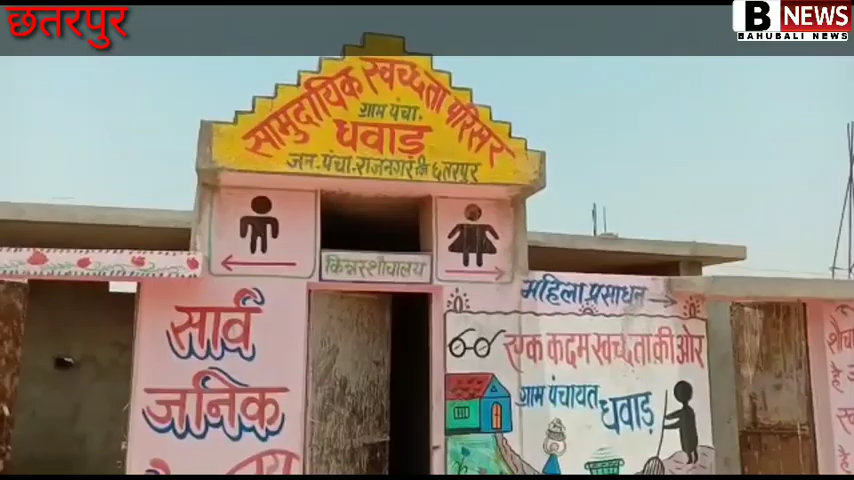 छतरपुर
B NEWS
BAHUBALI NEWS
सामुदायिक स्वच्छता परिसर
ग्राम पंचा.
धवाड़
जन.पंचा.राजनगर जि छतरपुर
किन्नर शौचालय
महिला प्रसाधन
सार्व
जनिक
एक कदम स्वच्छता की ओर
ग्राम पंचायत
धवाड़